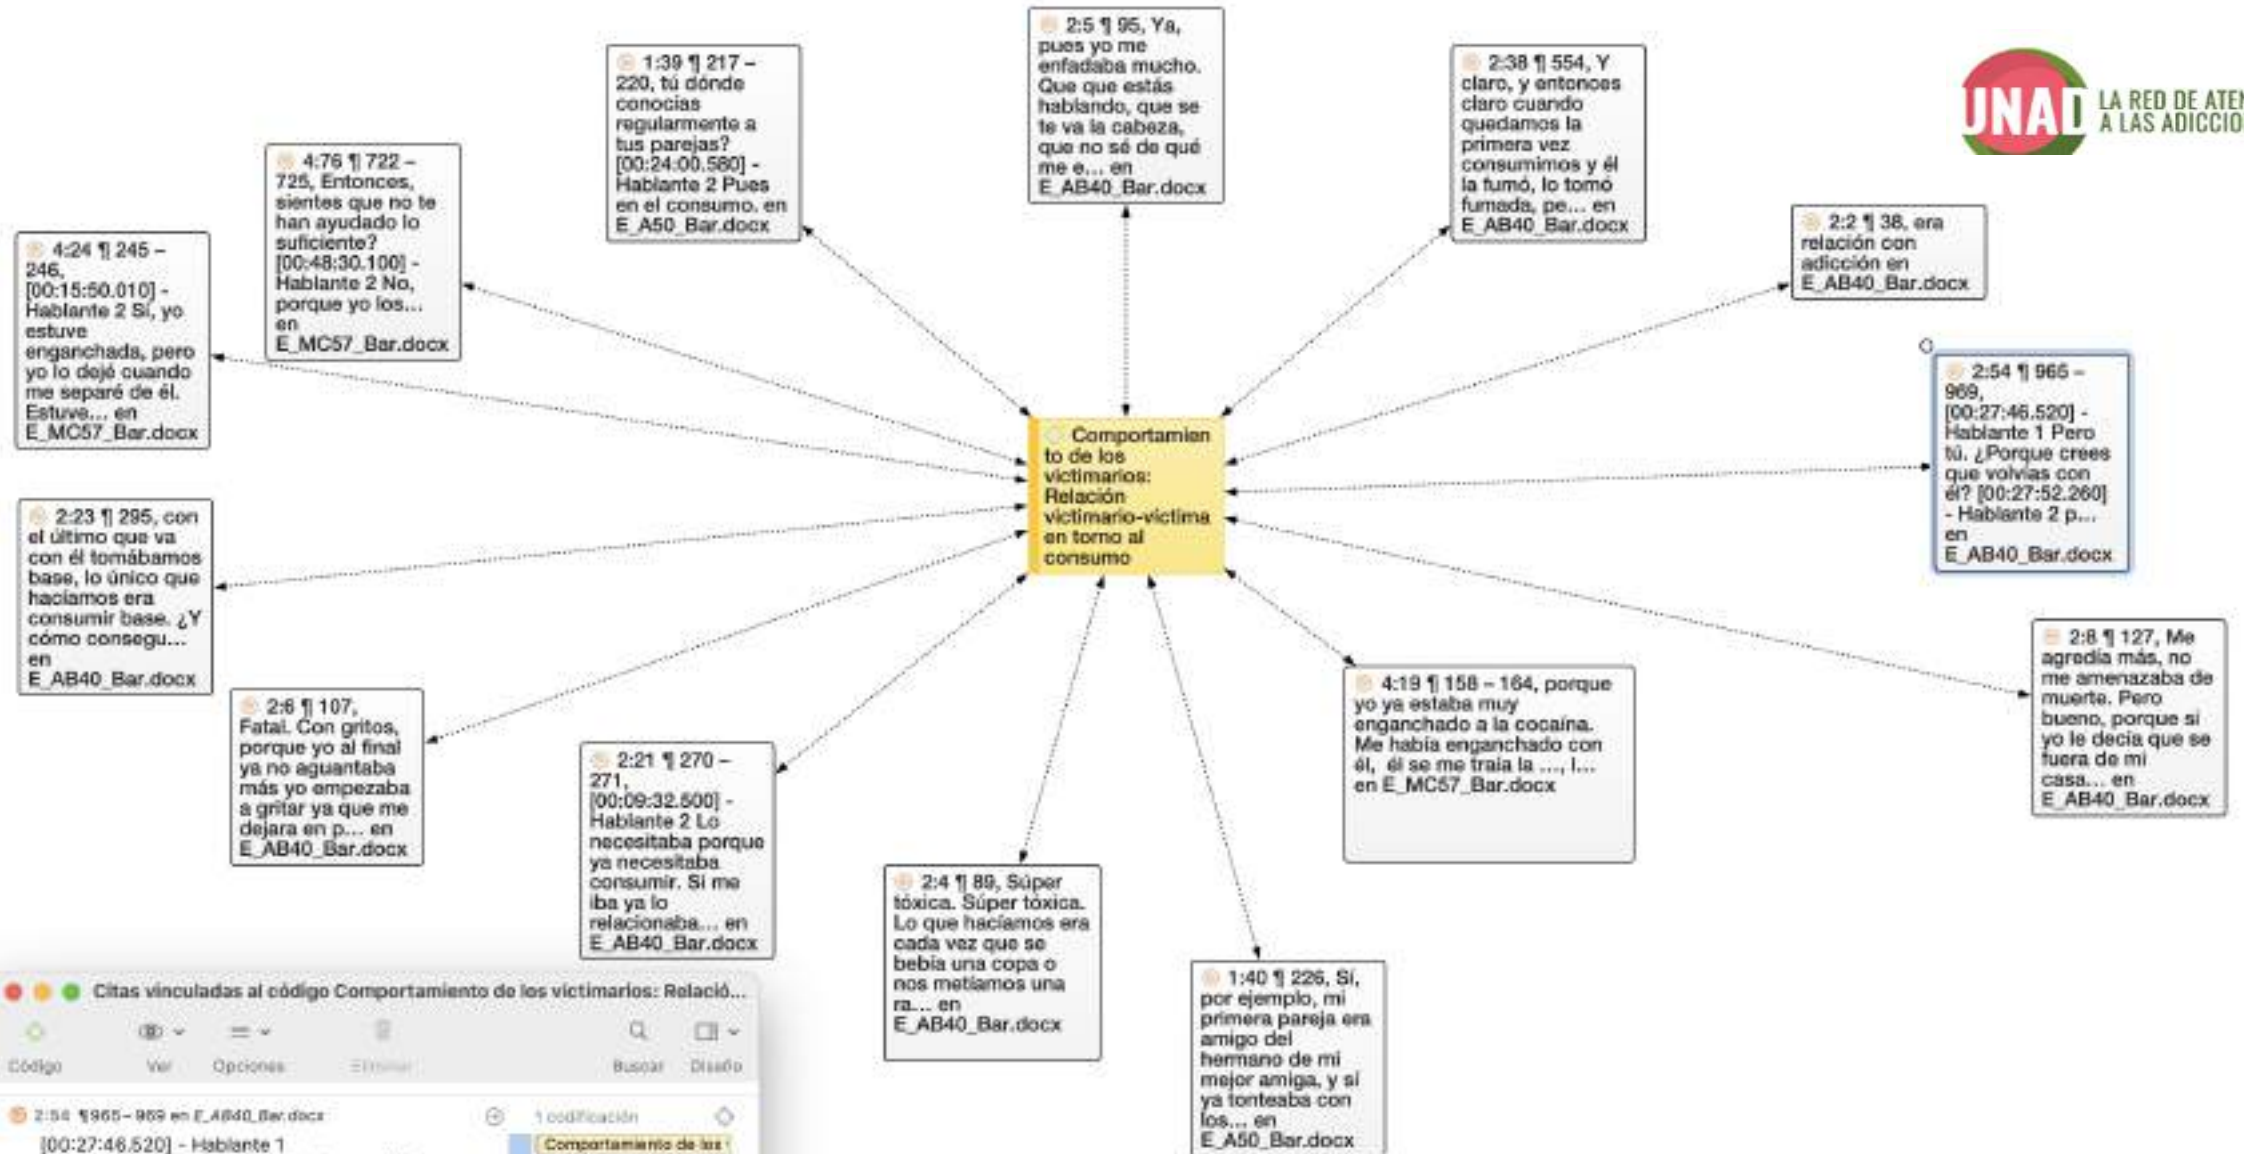 2:5 ¶ 95, Ya,
pues yo me
enfadaba mucho.
Que que estás
hablando, que se
te va la cabeza,
que no sé de qué
me e... en
E_AB40_Bar.docx
1:39 ¶ 217 –
220, tú dónde
conocías
regularmente a
tus parejas?
[00:24:00.580] -
Hablante 2 Pues
en el consumo. en
E_A50_Bar.docx
2:38 ¶ 554, Y
claro, y entonces
claro cuando
quedamos la
primera vez
consumimos y él
la fumó, lo tomó
fumada, pe... en
E_AB40_Bar.docx
UNAD
LA RED DE ATEN
A LAS ADICCIO
4:76 ¶ 722 –
725, Entonces,
sientes que no te
han ayudado lo
suficiente?
[00:48:30.100] -
Hablante 2 No,
porque yo los...
en
E_MC57_Bar.docx
2:2 ¶ 38, era
relación con
adicción en
E_AB40_Bar.docx
4:24 ¶ 245 –
246,
[00:15:50.010] -
Hablante 2 Sí, yo
estuve
enganchada, pero
yo lo dejé cuando
me separé de él.
Estuve... en
E_MC57_Bar.docx
2:54 ¶ 965 –
969,
[00:27:46.520] -
Hablante 1 Pero
tú. ¿Porque crees
que volvías con
él? [00:27:52.260]
- Hablante 2 p...
en
E_AB40_Bar.docx
Comportamien
to de los
victimarios:
Relación
victimario-victima
en torno al
consumo
2:23 ¶ 295, con
el último que va
con él tomábamos
base, lo único que
hacíamos era
consumir base. ¿Y
cómo consegu...
en
E_AB40_Bar.docx
2:8 ¶ 127, Me
agredía más, no
me amenazaba de
muerte. Pero
bueno, porque si
yo le decía que se
fuera de mi
casa... en
E_AB40_Bar.docx
4:19 ¶ 158 – 164, porque
yo ya estaba muy
enganchado a la cocaína.
Me había enganchado con
él, él se me traía la ..., l...
en E_MC57_Bar.docx
2:6 ¶ 107,
Fatal. Con gritos,
porque yo al final
ya no aguantaba
más yo empezaba
a gritar ya que me
dejara en p... en
E_AB40_Bar.docx
2:21 ¶ 270 –
271,
[00:09:32.500] -
Hablante 2 Lo
necesitaba porque
ya necesitaba
consumir. Si me
iba ya lo
relacionaba... en
E_AB40_Bar.docx
2:4 ¶ 89, Súper
tóxica. Súper tóxica.
Lo que hacíamos era
cada vez que se
bebía una copa o
nos metíamos una
ra... en
E_AB40_Bar.docx
1:40 ¶ 226, Sí,
por ejemplo, mi
primera pareja era
amigo del
hermano de mi
mejor amiga, y sí
ya tonteaba con
los... en
E_A50_Bar.docx
Citas vinculadas al código Comportamiento de los victimarios: Relació...
Código Ver Opciones Eliminar Buscar Diseño
2:54 ¶965 – 969 en E_AB40_Bar.docx 1 codificación
[00:27:46.520] - Hablante 1 Comportamiento de los